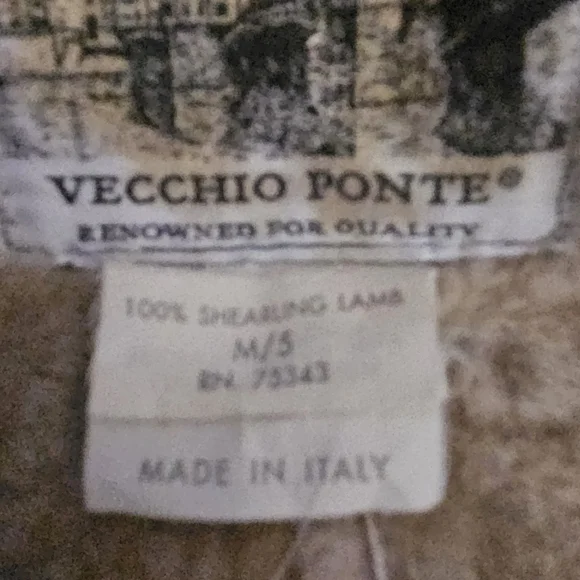 VECCHIO PONTE®
RENOWNED FOR QUALITY
100% SHEARLING LAMB
M/S
RN 75343
MADE IN ITALY